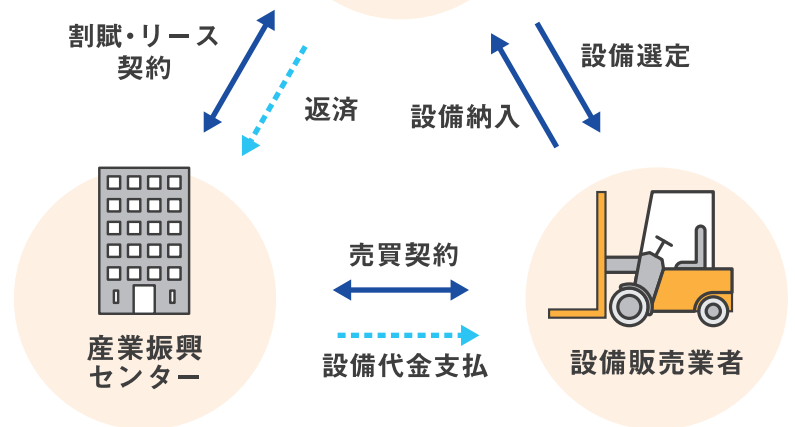 割賦・リース
契約
返済
設備納入
設備選定
売買契約
設備代金支払
産業振興
センター
設備販売業者